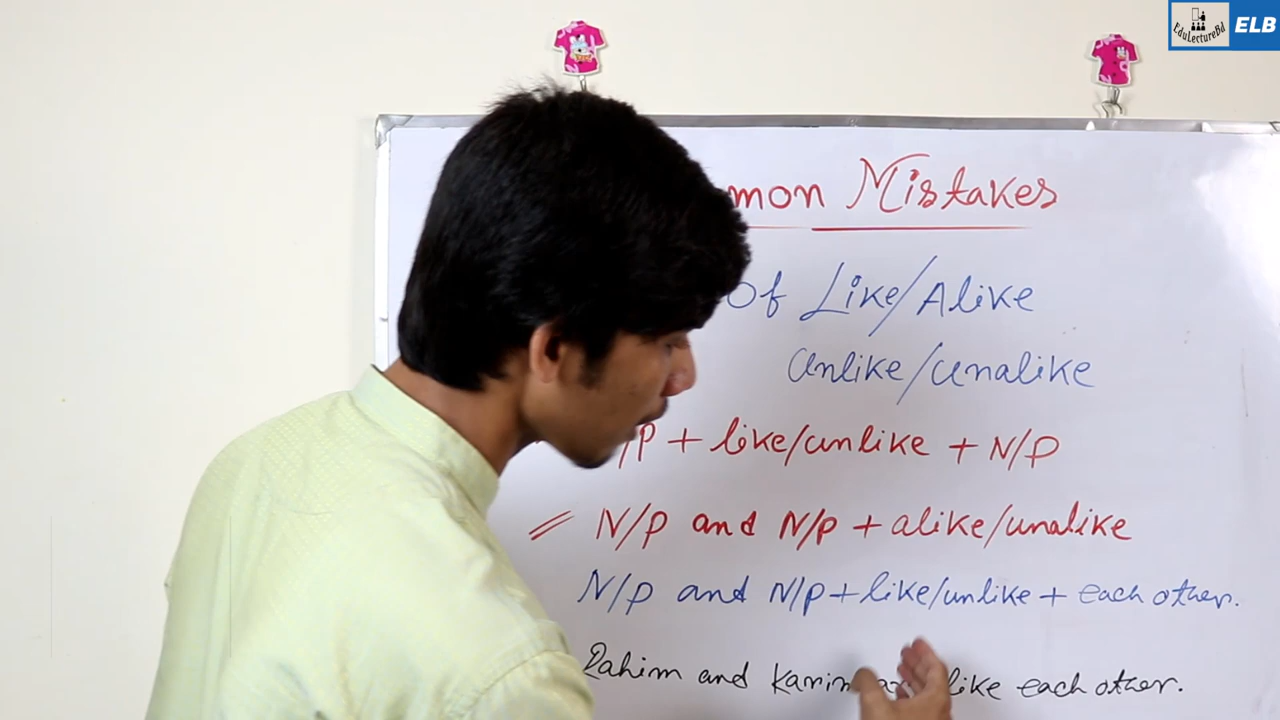 EduLectureBd ELB
mon Mistakes
Of Like/Alike
Unlike/Unalike
/P + like/unlike + N/P
N/P and N/P + alike/unalike
N/P and N/P + like/unlike + each other.
Rahim and Karim like each other.